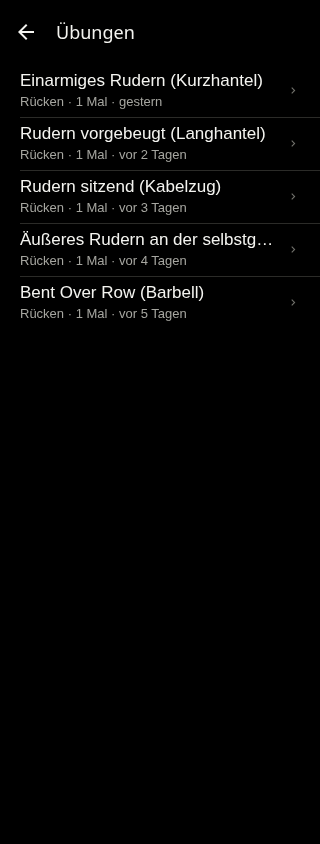 Übungen
Einarmiges Rudern (Kurzhantel)
Rücken · 1 Mal · gestern
Rudern vorgebeugt (Langhantel)
Rücken · 1 Mal · vor 2 Tagen
Rudern sitzend (Kabelzug)
Rücken · 1 Mal · vor 3 Tagen
Äußeres Rudern an der selbstg…
Rücken · 1 Mal · vor 4 Tagen
Bent Over Row (Barbell)
Rücken · 1 Mal · vor 5 Tagen